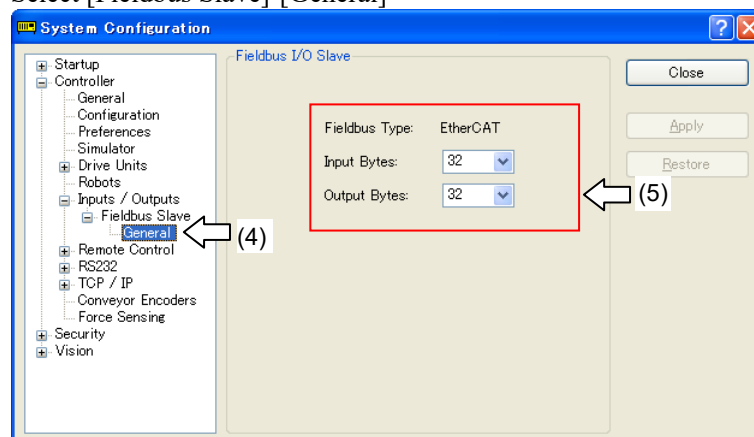 Select [Fieldbus Slave]-[General]
System Configuration
Startup
Controller
General
Configuration
Preferences
Simulator
Drive Units
Robots
Inputs / Outputs
Fieldbus Slave
General
Remote Control
RS232
TCP / IP
Conveyor Encoders
Force Sensing
Security
Vision
(4)
Fieldbus I/O Slave
Fieldbus Type: EtherCAT
Input Bytes: 32
Output Bytes: 32
(5)
Close
Apply
Restore